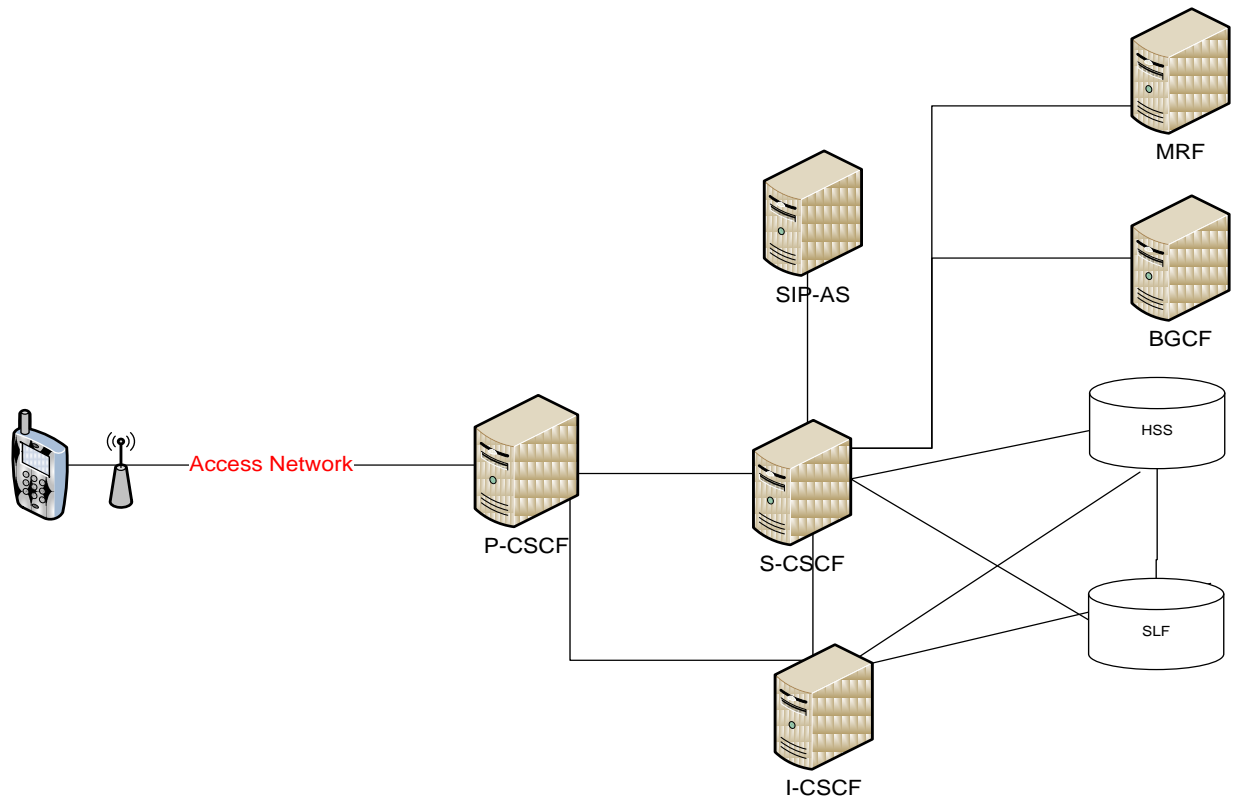 MRF
SIP-AS
BGCF
HSS
Access Network
P-CSCF
S-CSCF
SLF
I-CSCF